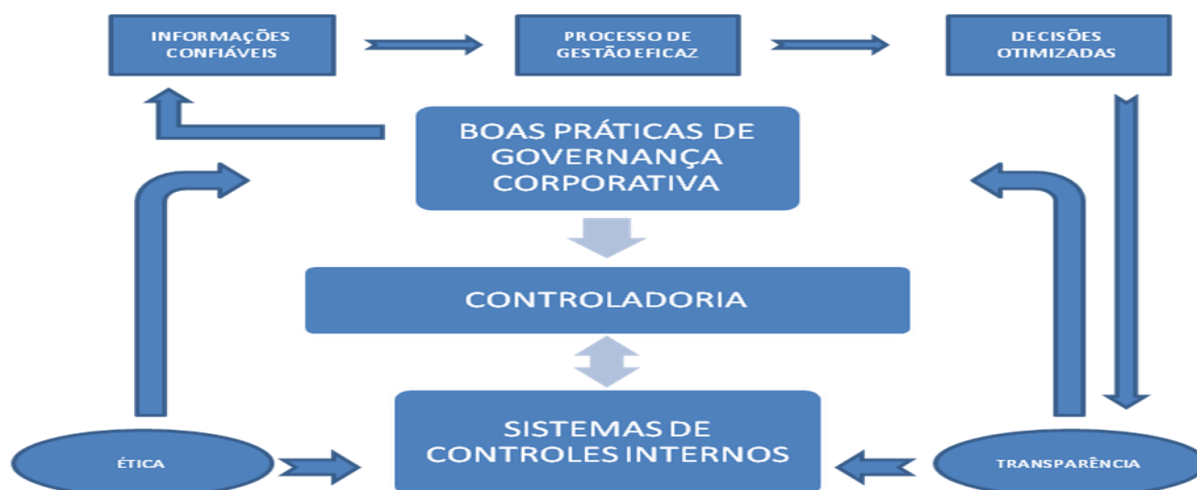 INFORMAÇÕES
CONFIÁVEIS
PROCESSO DE
GESTÃO EFICAZ
DECISÕES
OTIMIZADAS
BOAS PRÁTICAS DE
GOVERNANÇA
CORPORATIVA
CONTROLADORIA
SISTEMAS DE
CONTROLES INTERNOS
ÉTICA
TRANSPARÊNCIA